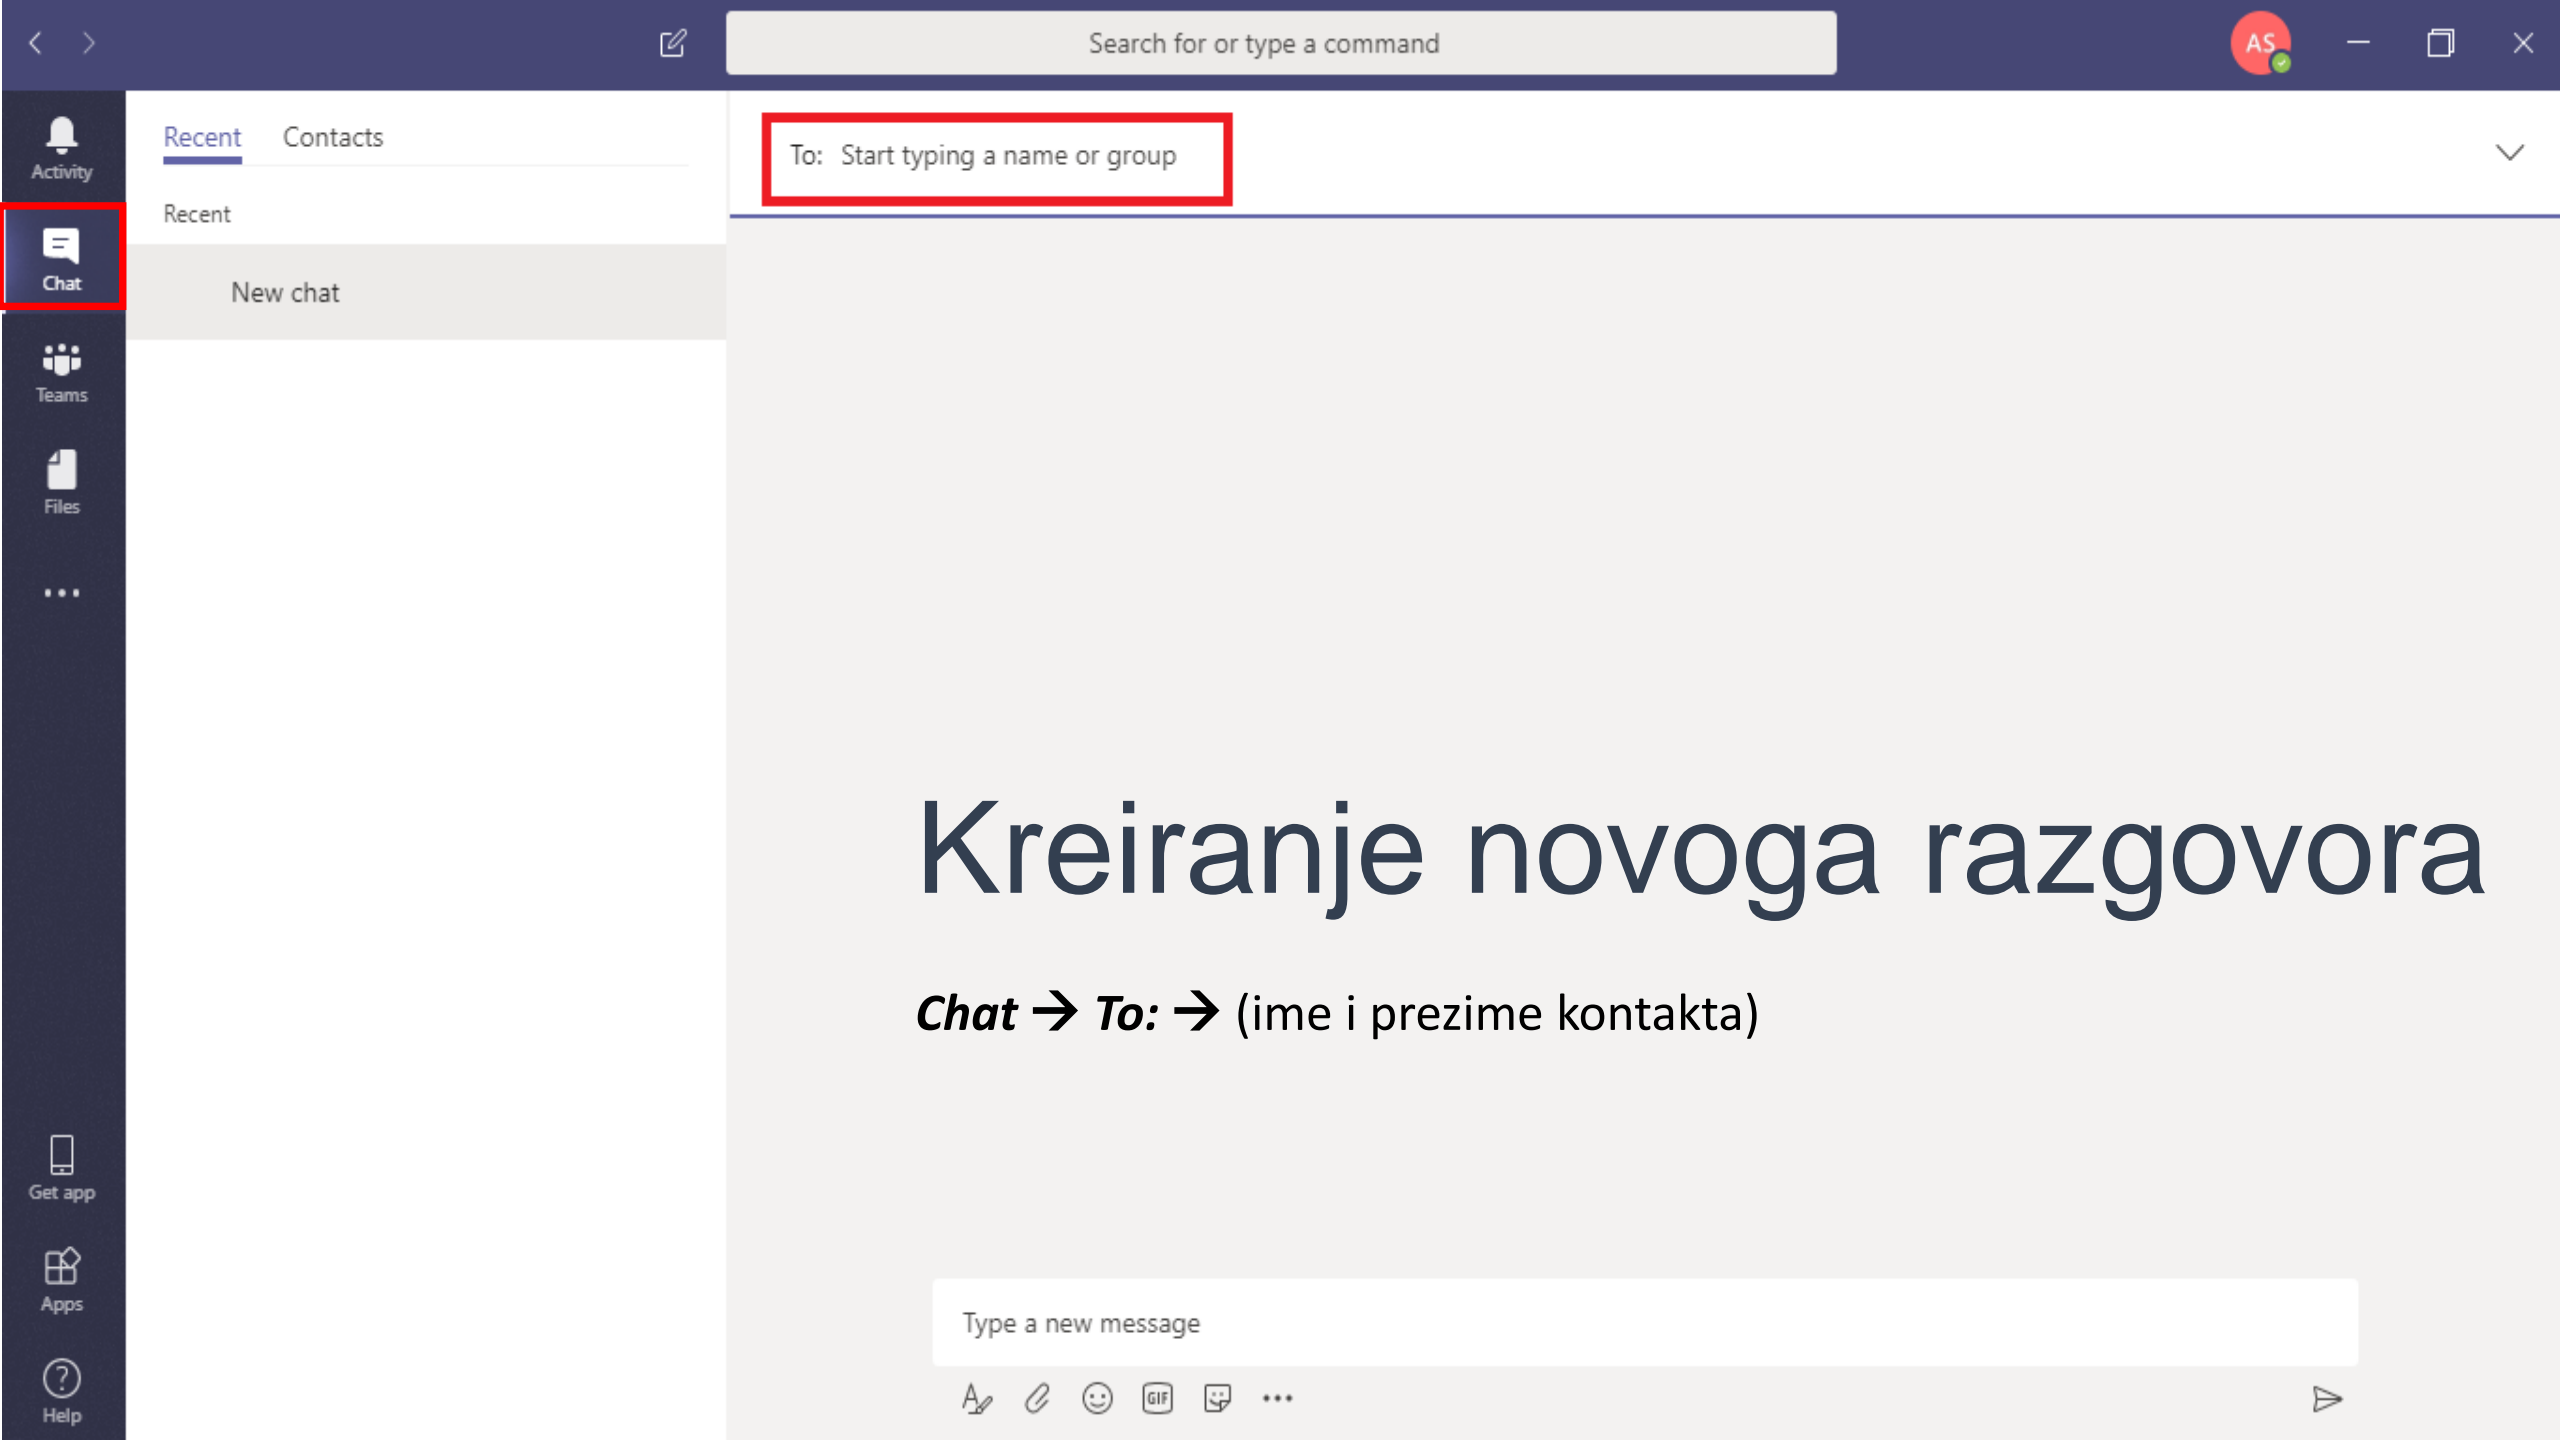 Search for or type a command
AS
Activity
Chat
Teams
Files
Get app
Apps
Help
Recent Contacts
Recent
New chat
To: Start typing a name or group
Kreiranje novoga razgovora
Chat → To: → (ime i prezime kontakta)
Type a new message
GIF